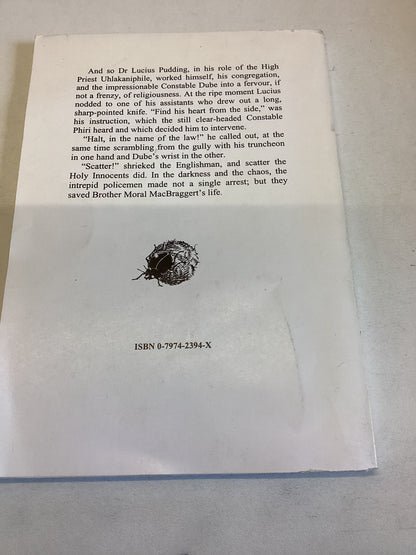 And so Dr Lucius Pudding, in his role of the High
Priest Uhlakaniphile, worked himself, his congregation,
and the impressionable Constable Dube into a fervour, if
not a frenzy, of religiousness. At the ripe moment Lucius
nodded to one of his assistants who drew out a long,
sharp-pointed knife. "Find his heart from the side," was
his instruction, which the still clear-headed Constable
Phiri heard and which decided him to intervene.
"Halt, in the name of the law!" he called out, at the
same time scrambling from the gully with his truncheon
in one hand and Dube's wrist in the other.
"Scatter!" shrieked the Englishman, and scatter the
Holy Innocents did. In the darkness and the chaos, the
intrepid policemen made not a single arrest; but they
saved Brother Moral MacBraggert's life.
ISBN 0-7974-2394-X